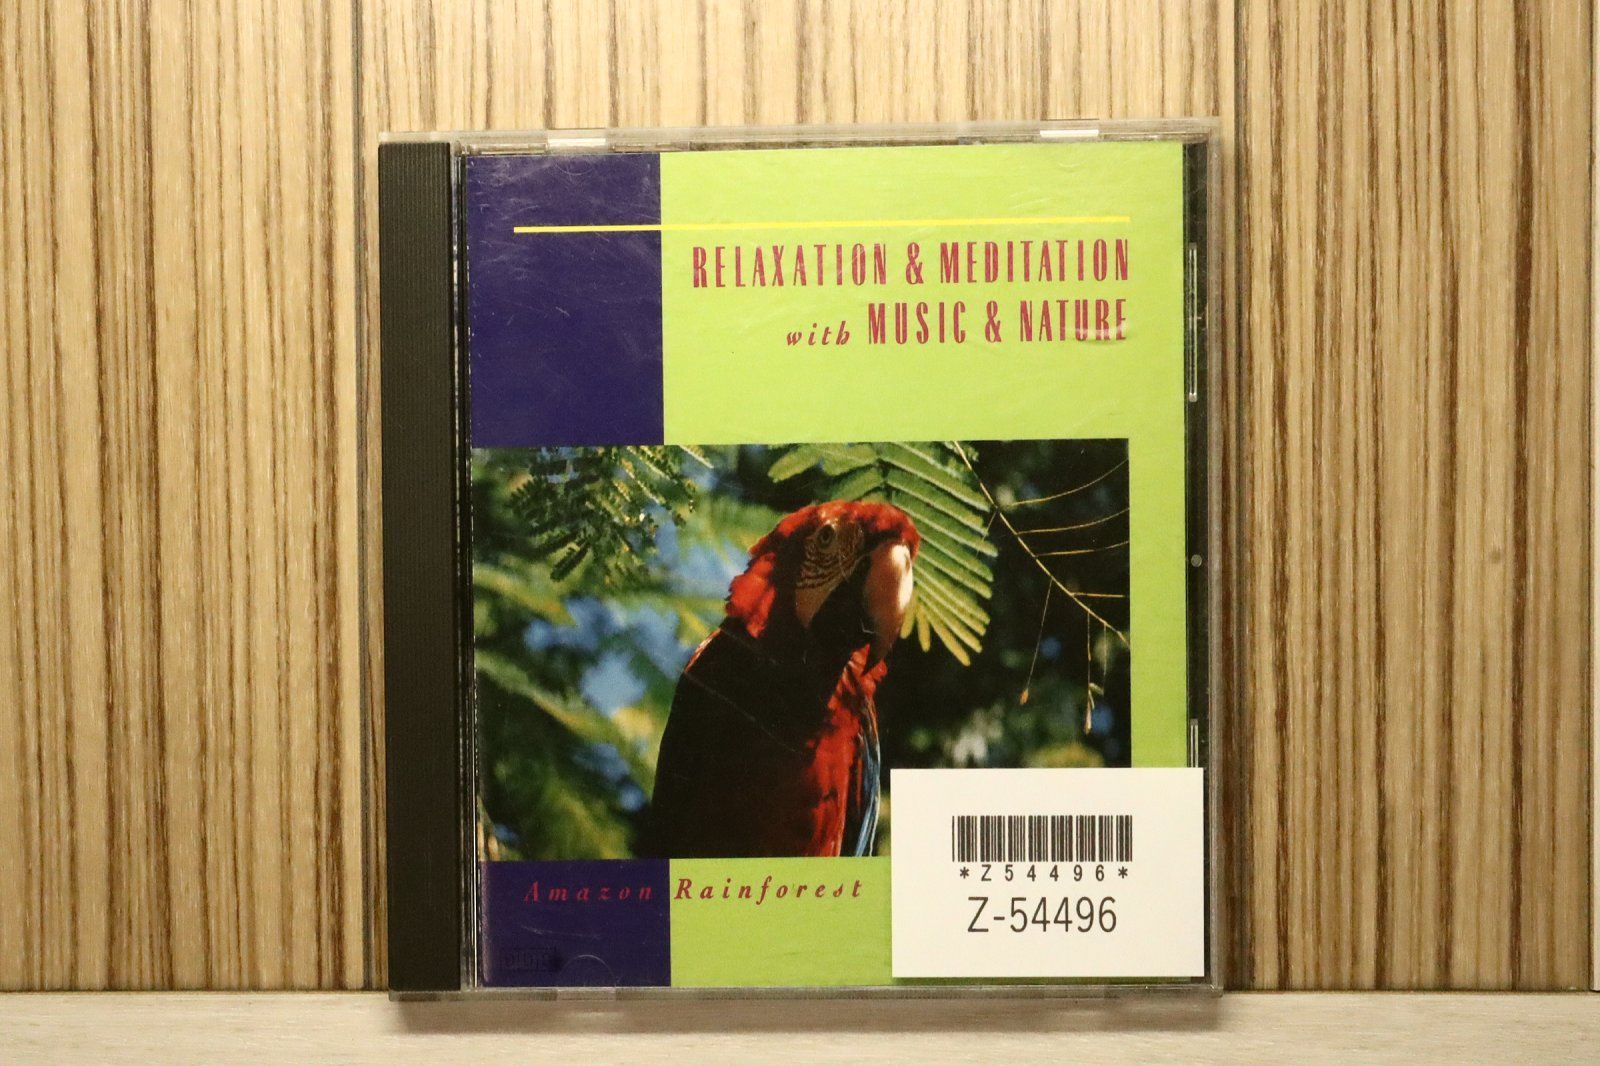 RELAXATION & MEDITATION
with MUSIC & NATURE
Amazon Rainforest
*Z54496*
Z-54496